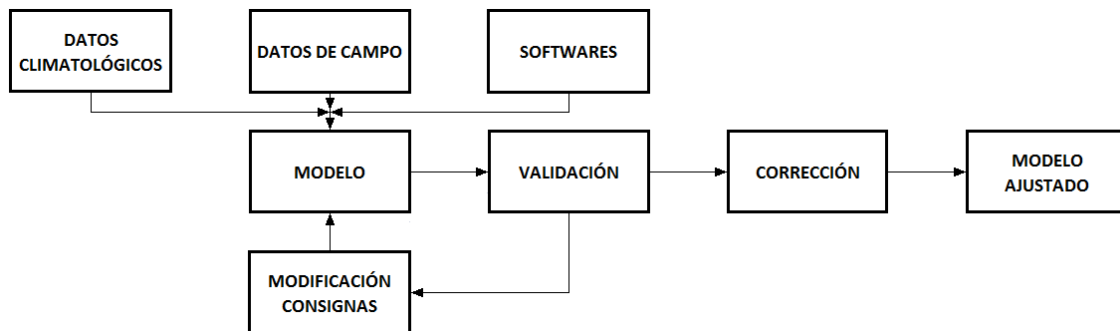 DATOS
CLIMATOLÓGICOS
DATOS DE CAMPO
SOFTWARES
MODELO
VALIDACIÓN
CORRECCIÓN
MODELO
AJUSTADO
MODIFICACIÓN
CONSIGNAS